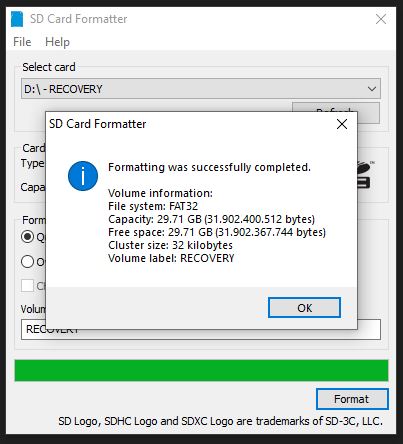 SD Card Formatter
File Help
Select card
D:\ - RECOVERY
SD Card Formatter
Formatting was successfully completed.
Volume information:
File system: FAT32
Capacity: 29.71 GB (31.902.400.512 bytes)
Free space: 29.71 GB (31.902.367.744 bytes)
Cluster size: 32 kilobytes
Volume label: RECOVERY
OK
Card
Type
Capa
Form
Volum
RECOVERY
Format
SD Logo, SDHC Logo and SDXC Logo are trademarks of SD-3C, LLC.